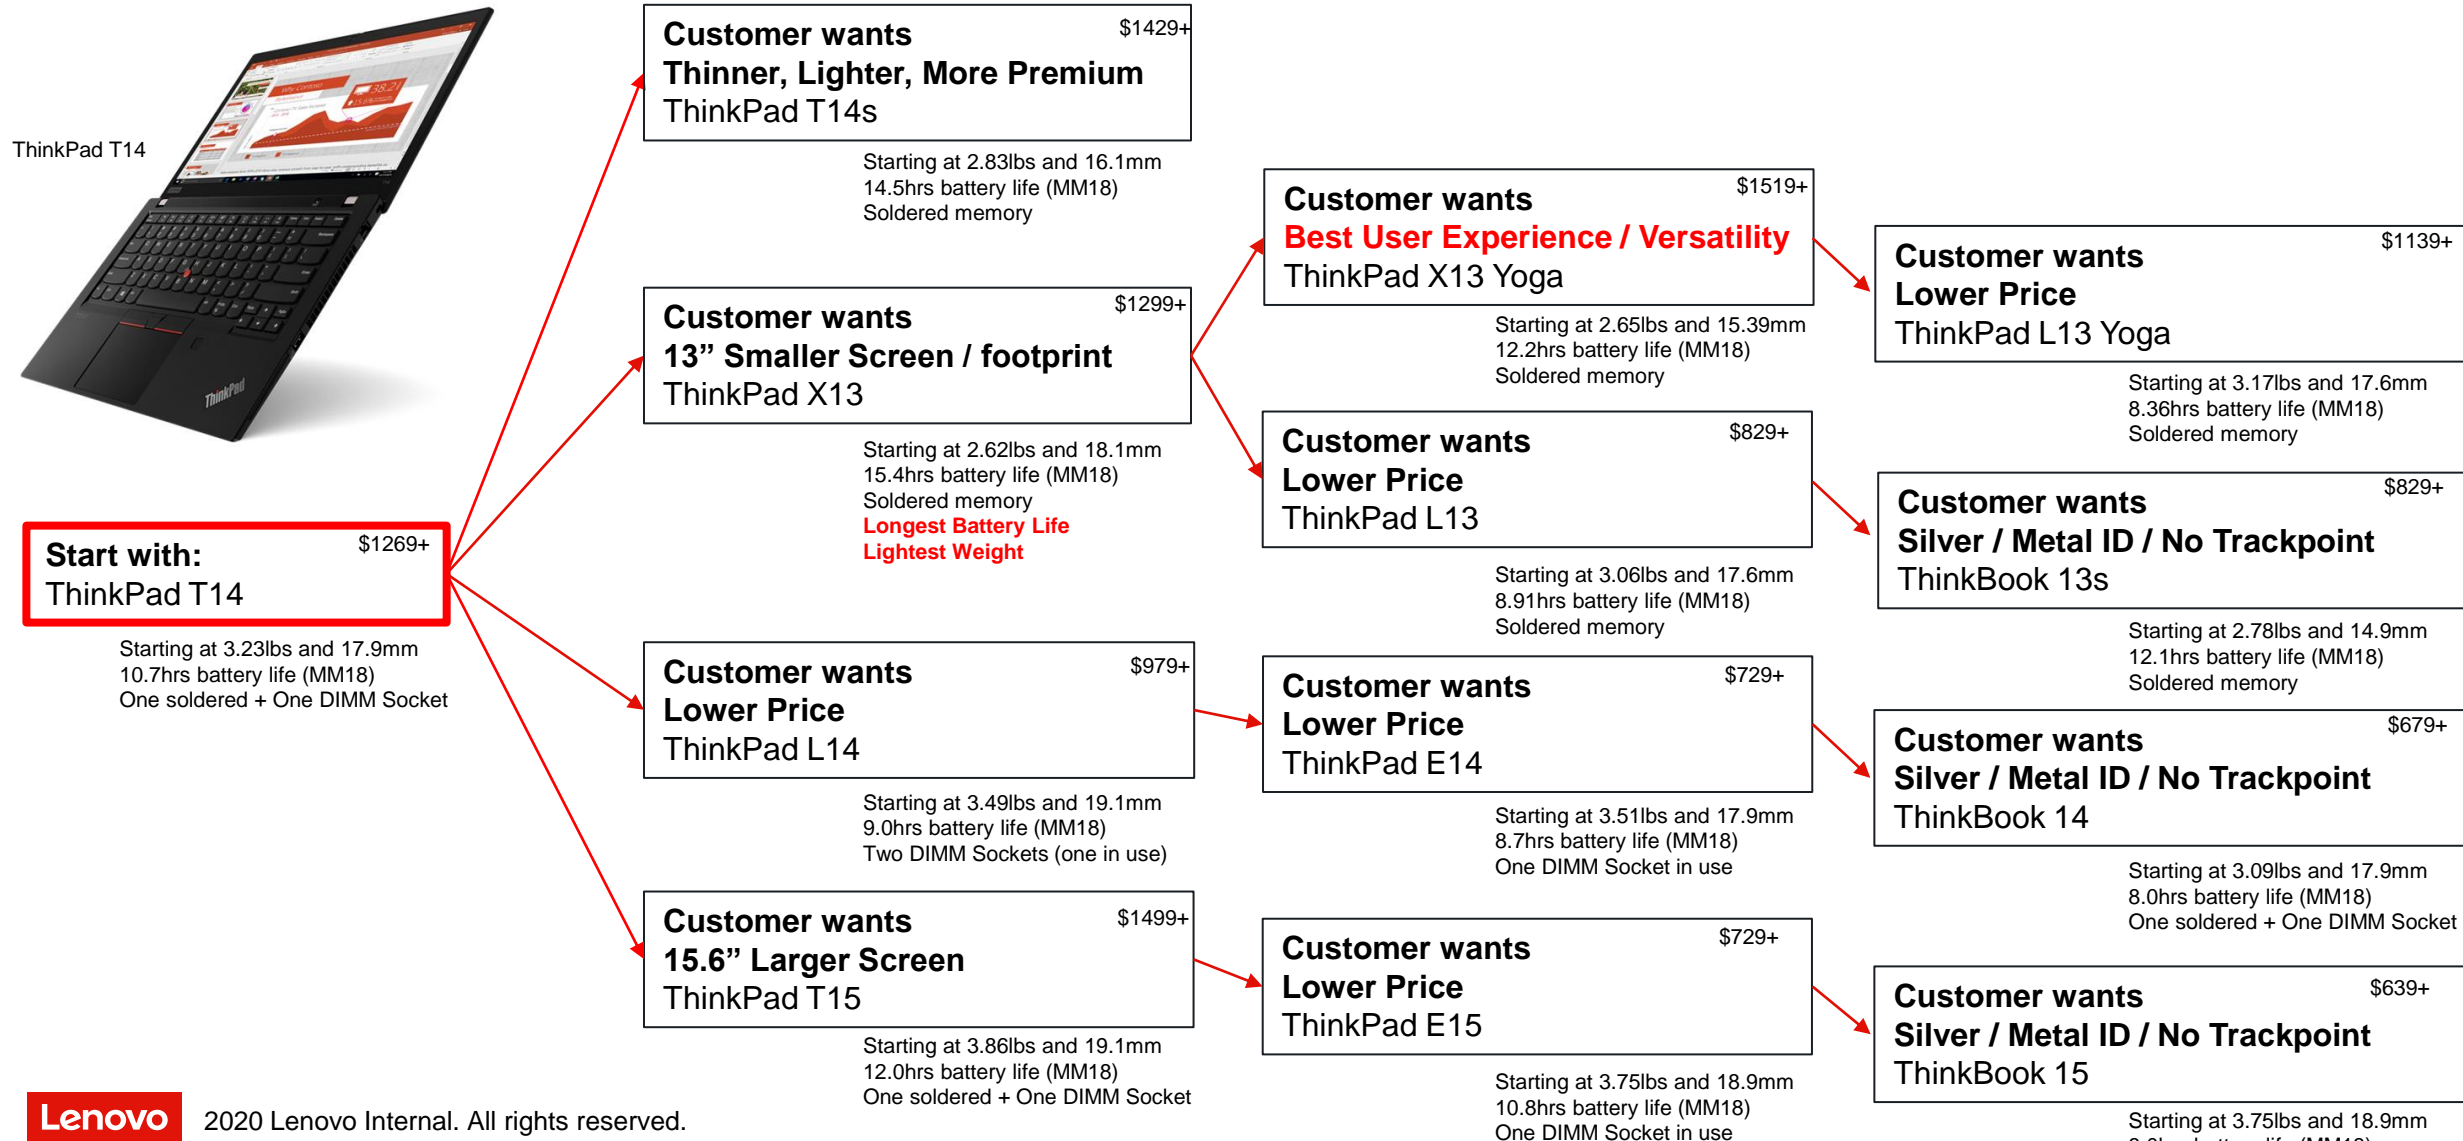 ThinkPad T14
Why Contoso
38.21
ThinkPad
Start with:
$1269+
ThinkPad T14
Starting at 3.23lbs and 17.9mm
10.7hrs battery life (MM18)
One soldered + One DIMM Socket
Customer wants
$1429+
Thinner, Lighter, More Premium
ThinkPad T14s
Starting at 2.83lbs and 16.1mm
14.5hrs battery life (MM18)
Soldered memory
Customer wants
$1299+
13” Smaller Screen / footprint
ThinkPad X13
Starting at 2.62lbs and 18.1mm
15.4hrs battery life (MM18)
Soldered memory
Longest Battery Life
Lightest Weight
Customer wants
$979+
Lower Price
ThinkPad L14
Starting at 3.49lbs and 19.1mm
9.0hrs battery life (MM18)
Two DIMM Sockets (one in use)
Customer wants
$1499+
15.6” Larger Screen
ThinkPad T15
Starting at 3.86lbs and 19.1mm
12.0hrs battery life (MM18)
One soldered + One DIMM Socket
Customer wants
$1519+
Best User Experience / Versatility
ThinkPad X13 Yoga
Starting at 2.65lbs and 15.39mm
12.2hrs battery life (MM18)
Soldered memory
Customer wants
$829+
Lower Price
ThinkPad L13
Starting at 3.06lbs and 17.6mm
8.91hrs battery life (MM18)
Soldered memory
Customer wants
$729+
Lower Price
ThinkPad E14
Starting at 3.51lbs and 17.9mm
8.7hrs battery life (MM18)
One DIMM Socket in use
Customer wants
$729+
Lower Price
ThinkPad E15
Starting at 3.75lbs and 18.9mm
10.8hrs battery life (MM18)
One DIMM Socket in use
Customer wants
$1139+
Lower Price
ThinkPad L13 Yoga
Starting at 3.17lbs and 17.6mm
8.36hrs battery life (MM18)
Soldered memory
Customer wants
$829+
Silver / Metal ID / No Trackpoint
ThinkBook 13s
Starting at 2.78lbs and 14.9mm
12.1hrs battery life (MM18)
Soldered memory
Customer wants
$679+
Silver / Metal ID / No Trackpoint
ThinkBook 14
Starting at 3.09lbs and 17.9mm
8.0hrs battery life (MM18)
One soldered + One DIMM Socket
Customer wants
$639+
Silver / Metal ID / No Trackpoint
ThinkBook 15
Starting at 3.75lbs and 18.9mm
battery life (MM18)
Lenovo
2020 Lenovo Internal. All rights reserved.